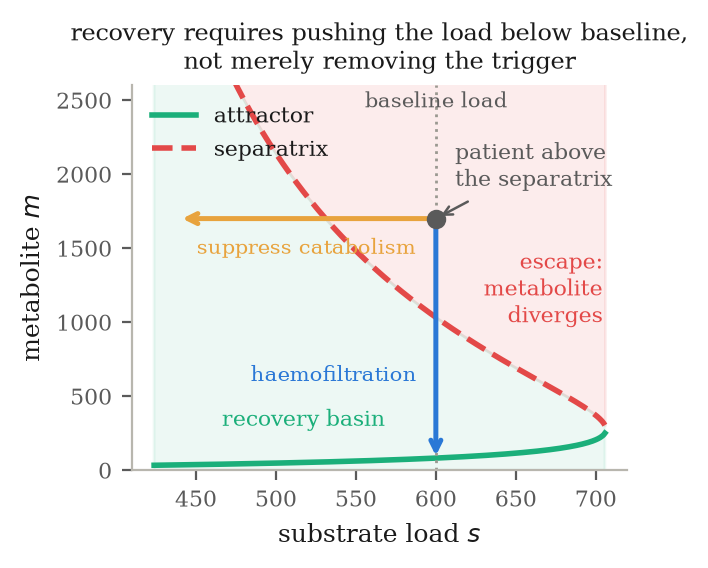 recovery requires pushing the load below baseline,
not merely removing the trigger
metabolite m
2500
2000
1500
1000
500
0
attractor
separatrix
baseline load
patient above
the separatrix
suppress catabolism
escape:
metabolite
diverges
haemofiltration
recovery basin
450 500 550 600 650 700
substrate load s